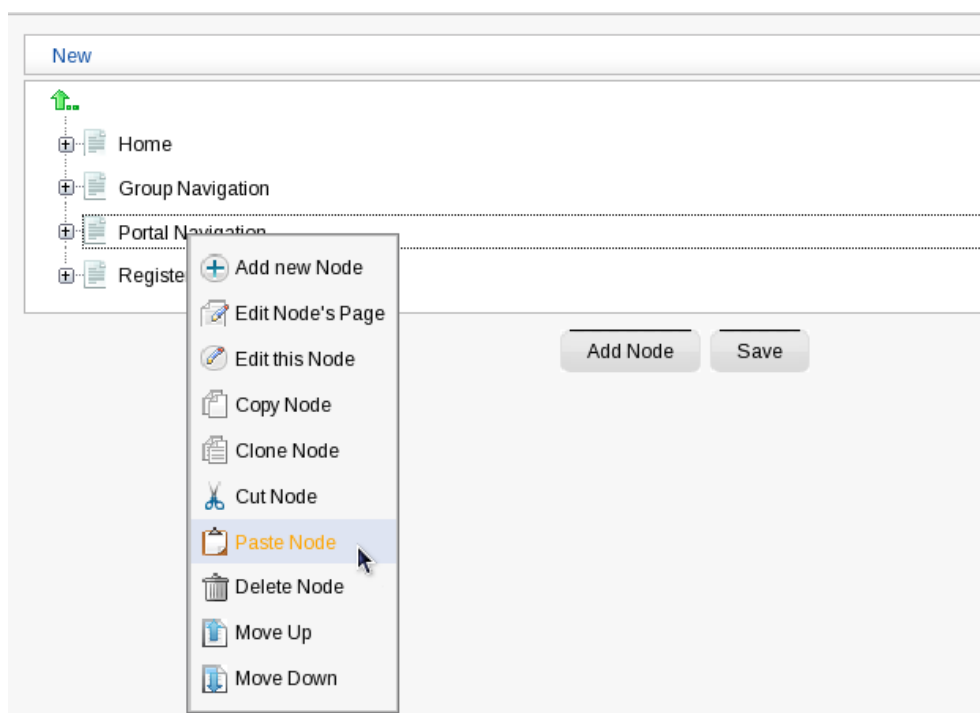 New
Home
Group Navigation
Portal Navigation
Registe
Add new Node
Edit Node's Page
Edit this Node
Copy Node
Clone Node
Cut Node
Paste Node
Delete Node
Move Up
Move Down
Add Node
Save